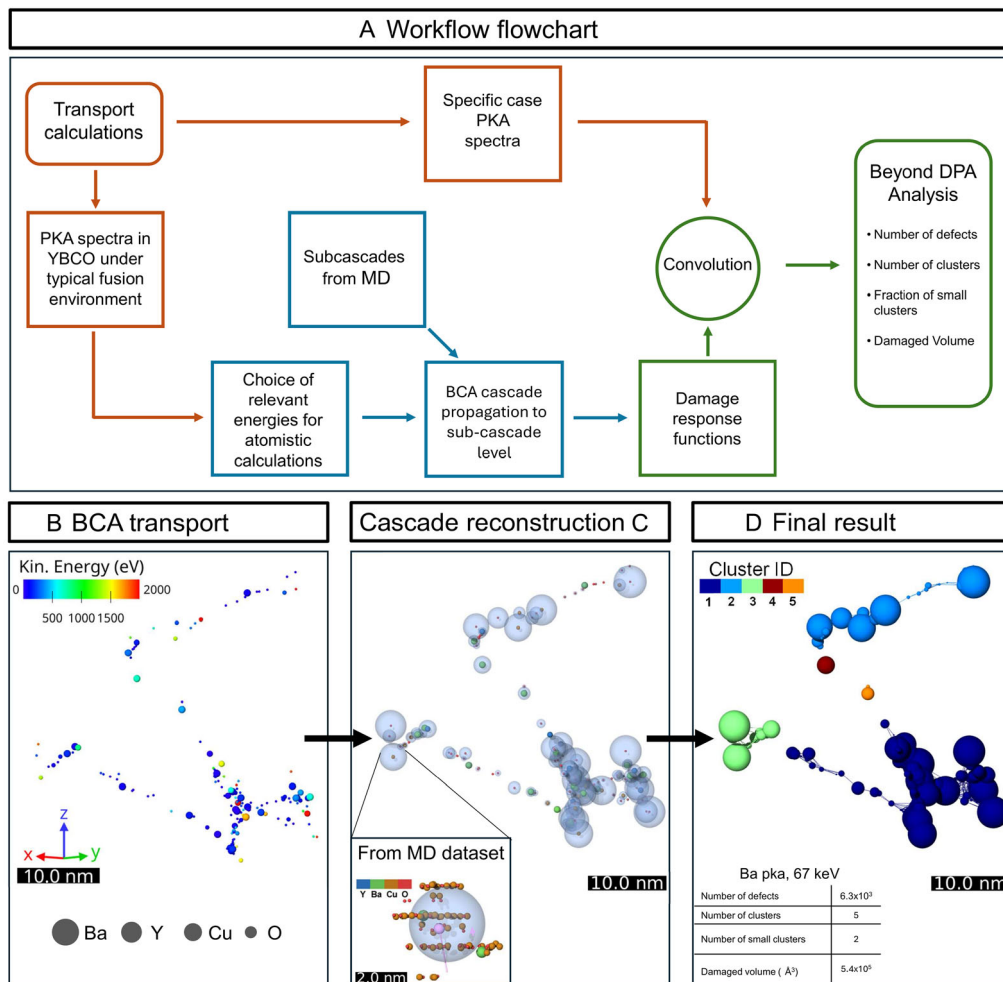 A Workflow flowchart
Transport
calculations
Specific case
PKA
spectra
Beyond DPA
Analysis
• Number of defects
• Number of clusters
• Fraction of small
clusters
• Damaged Volume
PKA spectra in
YBCO under
typical fusion
environment
Subcascades
from MD
Convolution
Choice of
relevant
energies for
atomistic
calculations
BCA cascade
propagation to
sub-cascade
level
Damage
response
functions
B BCA transport
Kin. Energy (eV)
0 2000
500 1000 1500
z
x y
10.0 nm
Ba Y Cu O
Cascade reconstruction C
From MD dataset
Y Ba Cu O
2.0 nm
10.0 nm
D Final result
Cluster ID
1 2 3 4 5
10.0 nm
Ba pka, 67 keV
Number of defects 6.3x10³
Number of clusters 5
Number of small clusters 2
Damaged volume ( Å³) 5.4x10⁵